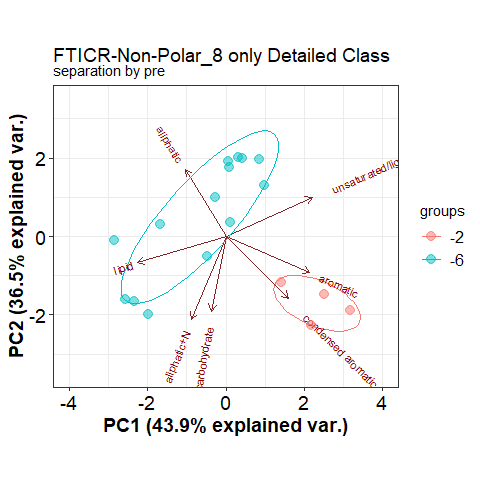 FTICR-Non-Polar_8 only Detailed Class
separation by pre
PC2 (36.5% explained var.)
2
0
-2
aliphatic
unsaturated/lig
lipid
aromatic
condensed aromatic
aliphatic+N
carbohydrate
-4
-2
0
2
4
PC1 (43.9% explained var.)
groups
-2
-6